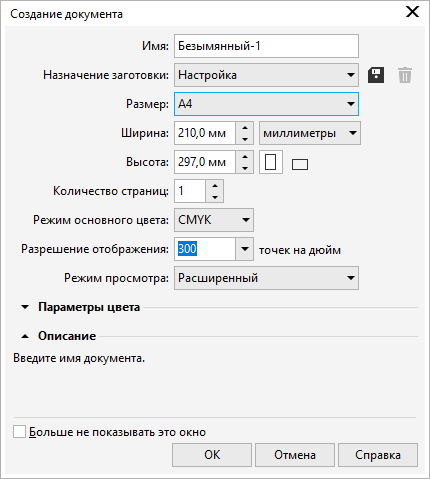 Создание документа
Имя: Безымянный-1
Назначение заготовки: Настройка
Размер: A4
Ширина: 210,0 мм миллиметры
Высота: 297,0 мм
Количество страниц: 1
Режим основного цвета: CMYK
Разрешение отображения: 300 точек на дюйм
Режим просмотра: Расширенный
Параметры цвета
Описание
Введите имя документа.
Больше не показывать это окно
ОК Отмена Справка